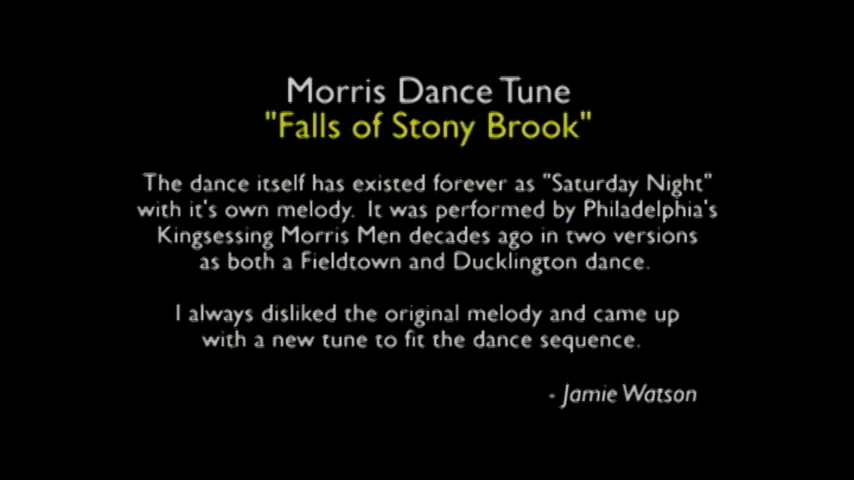 Morris Dance Tune
"Falls of Stony Brook"
The dance itself has existed forever as "Saturday Night"
with it's own melody. It was performed by Philadelphia's
Kingsessing Morris Men decades ago in two versions
as both a Fieldtown and Ducklington dance.
I always disliked the original melody and came up
with a new tune to fit the dance sequence.
- Jamie Watson